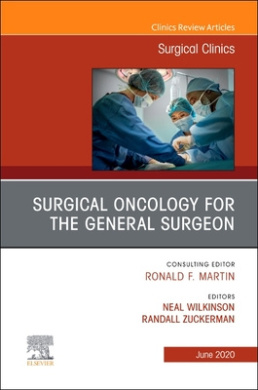 Clinics Review Articles
Surgical Clinics
SURGICAL ONCOLOGY FOR
THE GENERAL SURGEON
CONSULTING EDITOR
RONALD F. MARTIN
EDITORS
NEAL WILKINSON
RANDALL ZUCKERMAN
ELSEVIER
June 2020